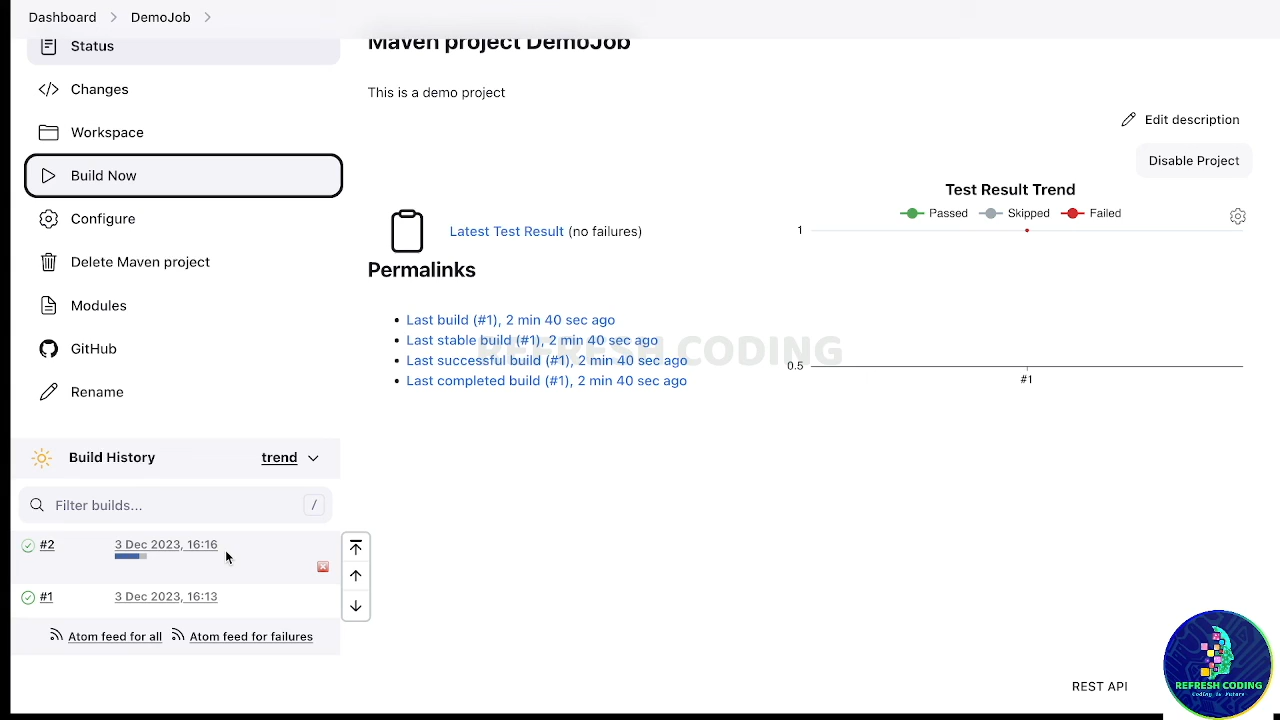 Dashboard
DemoJob
Status
Changes
Workspace
Build Now
Configure
Delete Maven project
Modules
GitHub
Rename
Build History
trend
Filter builds...
/
#2
3 Dec 2023, 16:16
#1
3 Dec 2023, 16:13
Atom feed for all
Atom feed for failures
Maven project DemoJob
This is a demo project
Edit description
Disable Project
Latest Test Result (no failures)
Permalinks
Last build (#1), 2 min 40 sec ago
Last stable build (#1), 2 min 40 sec ago
Last successful build (#1), 2 min 40 sec ago
Last completed build (#1), 2 min 40 sec ago
Test Result Trend
Passed
Skipped
Failed
1
0.5
#1
REFRESH CODING
REST API
REFRESH CODING
Coding Is Future